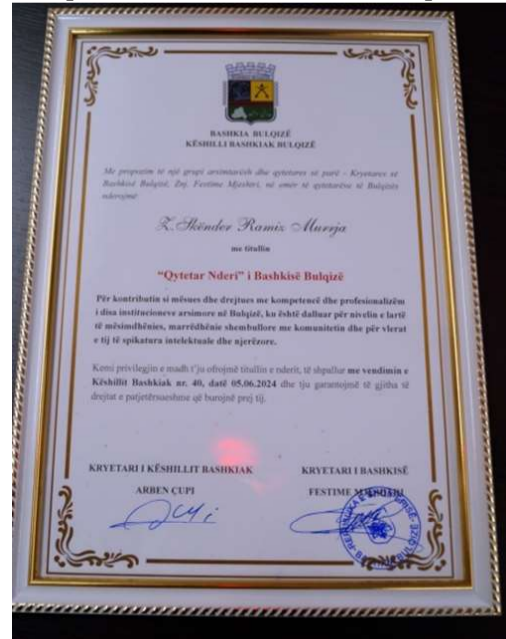 BASHKIA BULQIZË
KËSHILLI BASHKIAK BULQIZË
Me propozim të një grupi arsimtarësh dhe qytetares së parë - Kryetares së
Bashkisë Bulqizë, Znj. Festime Mjeshtri, në emër të qytetarëve të Bulqizës
nderojmë
Z. Skënder Ramiz Murrja
me titullin
“Qytetar Nderi” i Bashkisë Bulqizë
Për kontributin si mësues dhe drejtues me kompetencë dhe profesionalizëm
i disa institucioneve arsimore në Bulqizë, ku është dalluar për nivelin e lartë
të mësimdhënies, marrëdhënie shembullore me komunitetin dhe për vlerat
e tij të spikatura intelektuale dhe njerëzore.
Kemi privilegjin e madh t’ju ofrojmë titullin e nderit, të shpallur me vendimin e
Këshillit Bashkiak nr. 40, datë 05.06.2024 dhe tju garantojmë të gjitha të
drejtat e patjetërsueshme që burojnë prej tij.
KRYETARI I KËSHILLIT BASHKIAK
ARBEN ÇUPI
KRYETARI I BASHKISË
FESTIME